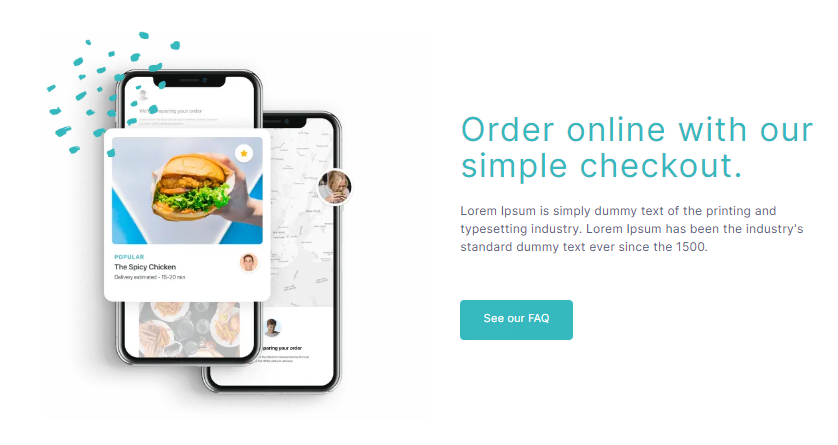 We're preparing your order
POPULAR
The Spicy Chicken
Delivery estimated - 15-20 min
paring your order
Order online with our
simple checkout.
Lorem Ipsum is simply dummy text of the printing and
typesetting industry. Lorem Ipsum has been the industry's
standard dummy text ever since the 1500.
See our FAQ